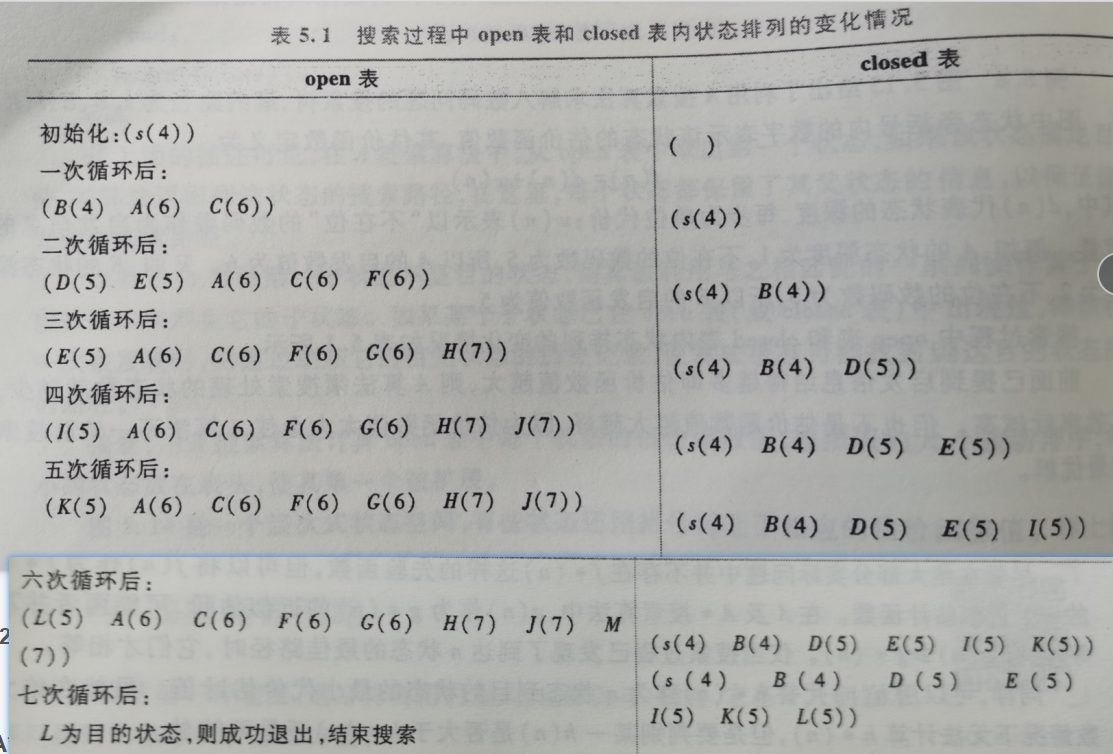 表 5.1 搜索过程中 open 表和 closed 表内状态排列的变化情况
open 表
closed 表
初始化:(s(4))
( )
一次循环后:
(B(4) A(6) C(6))
(s(4))
二次循环后:
(D(5) E(5) A(6) C(6) F(6))
(s(4) B(4))
三次循环后:
(E(5) A(6) C(6) F(6) G(6) H(7))
(s(4) B(4) D(5))
四次循环后:
(I(5) A(6) C(6) F(6) G(6) H(7) J(7))
(s(4) B(4) D(5) E(5))
五次循环后:
(K(5) A(6) C(6) F(6) G(6) H(7) J(7))
(s(4) B(4) D(5) E(5) I(5))
六次循环后:
(L(5) A(6) C(6) F(6) G(6) H(7) J(7) M
(7))
(s(4) B(4) D(5) E(5) I(5) K(5))
七次循环后:
L为目的状态,则成功退出,结束搜索
(s(4) B(4) D(5) E(5)
I(5) K(5) L(5))